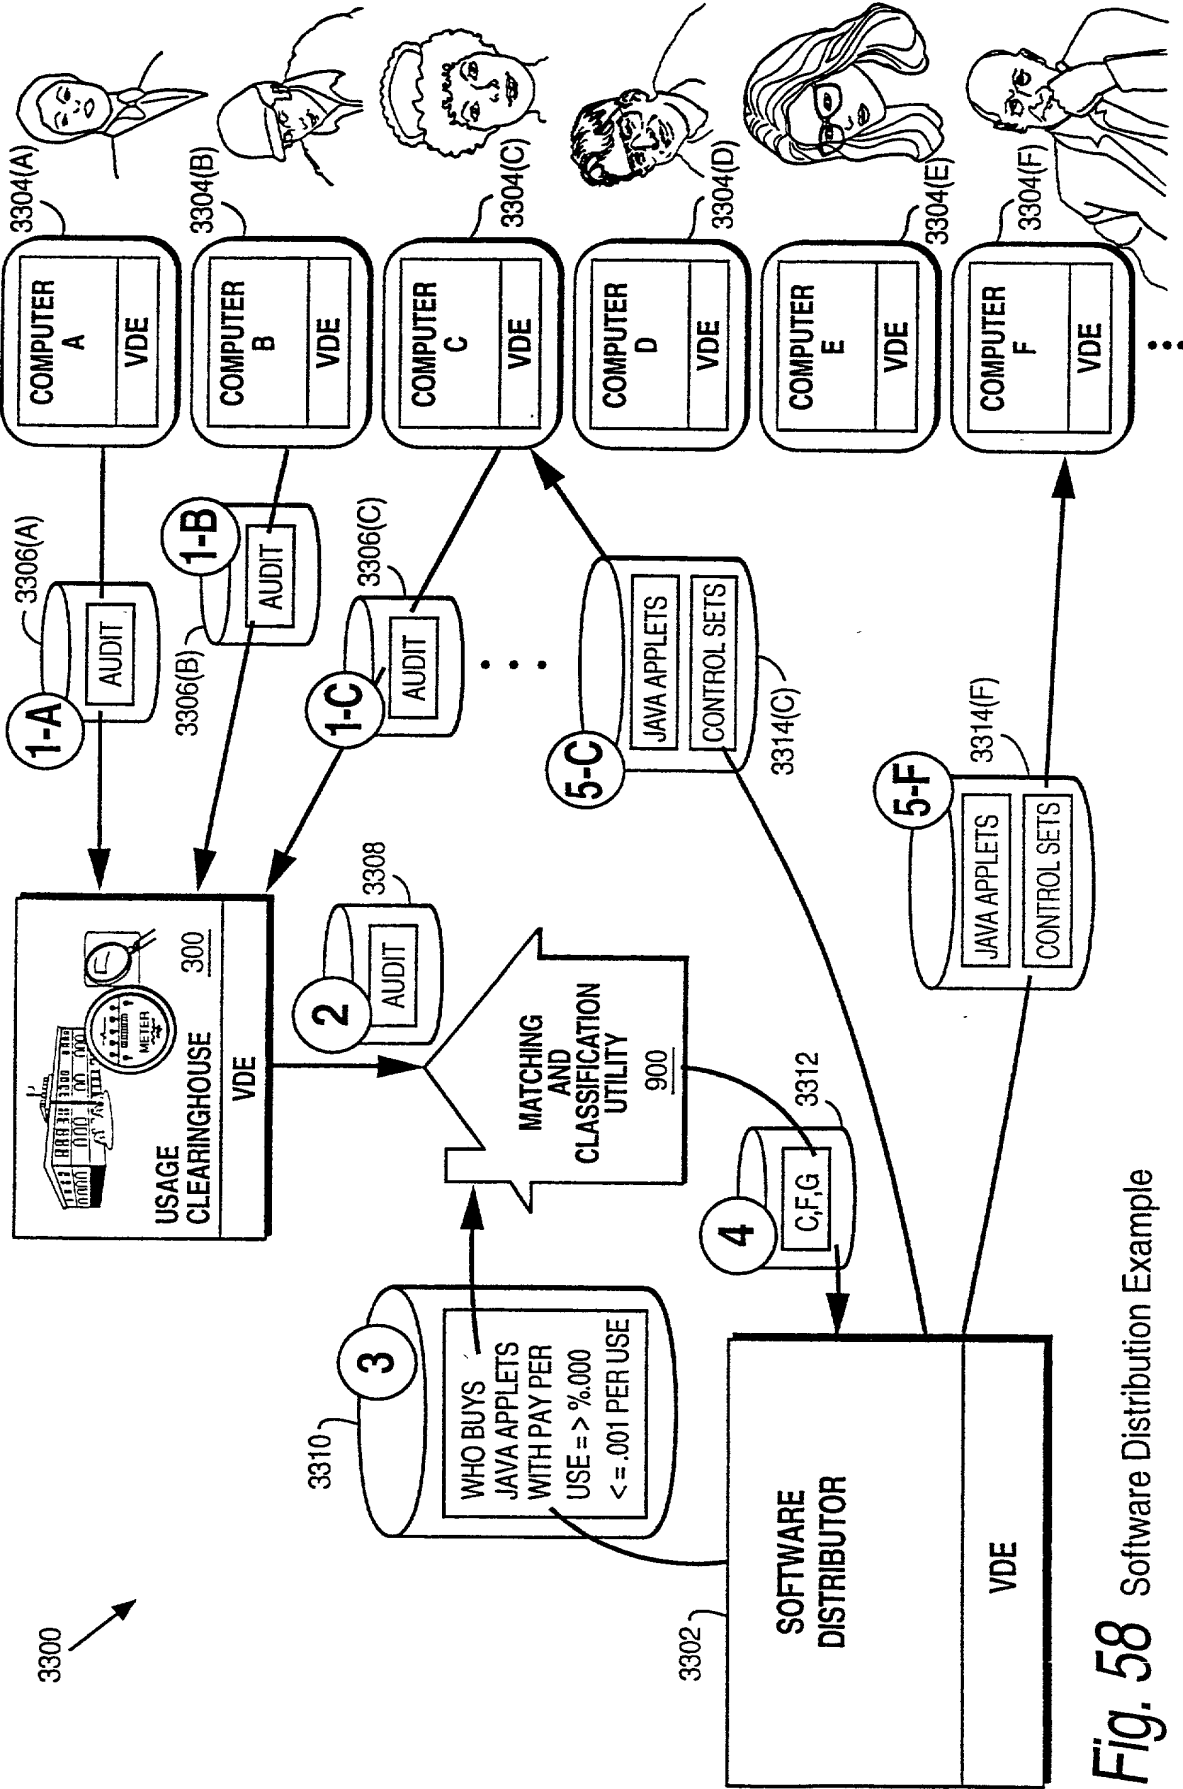 3300
USAGE
CLEARINGHOUSE
300
METER
VDE
1-A
3306(A)
AUDIT
COMPUTER
A
VDE
3304(A)
1-B
3306(B)
AUDIT
COMPUTER
B
VDE
3304(B)
1-C
3306(C)
AUDIT
COMPUTER
C
VDE
3304(C)
COMPUTER
D
VDE
3304(D)
COMPUTER
E
VDE
3304(E)
COMPUTER
F
VDE
3304(F)
2
3308
AUDIT
3310
3
WHO BUYS
JAVA APPLETS
WITH PAY PER
USE = > %.000
< = .001 PER USE
MATCHING
AND
CLASSIFICATION
UTILITY
900
4
3312
C,F,G
5-C
JAVA APPLETS
CONTROL SETS
3314(C)
5-F
3314(F)
JAVA APPLETS
CONTROL SETS
3302
SOFTWARE
DISTRIBUTOR
VDE
Fig. 58 Software Distribution Example